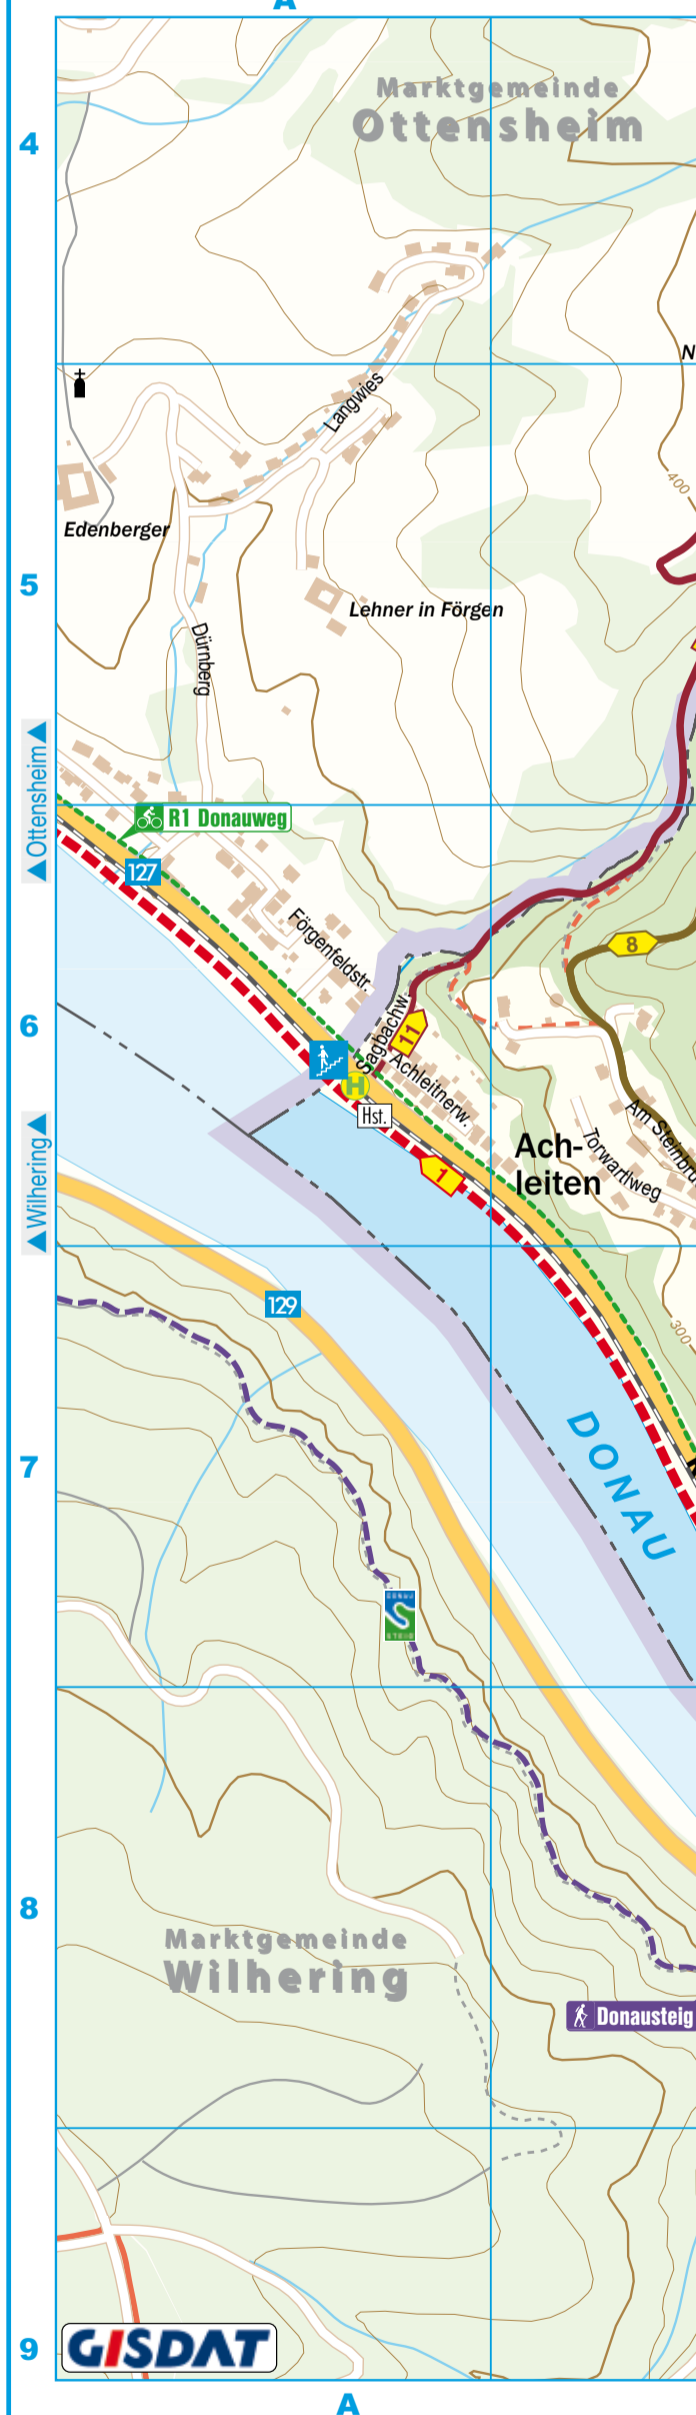 A
4
Marktgemeinde
Ottensheim
N
Langwies
400
Edenberger
5
Lehner in Förgen
Dürnberg
Ottensheim
R1 Donauweg
127
Förgenfeldstr.
8
6
Sagbachw.
11
Achleitnerw.
H
Hst.
Am Steinbru
Ach-
leiten
Torwartlweg
1
Wilhering
129
300
7
DONAU
8
Marktgemeinde
Wilhering
Donausteig
9
GISDAT
A